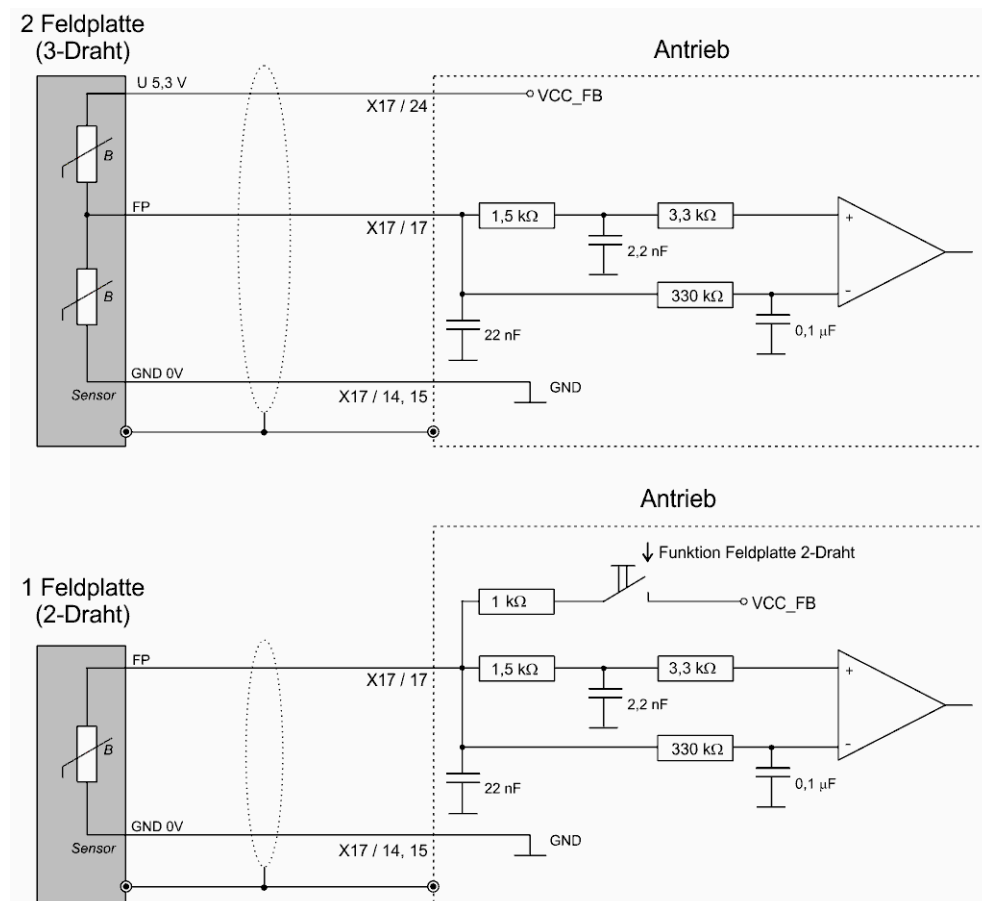 2 Feldplatte
(3-Draht)
Antrieb
U 5,3 V
X17 / 24
VCC_FB
B
FP
X17 / 17
1,5 kΩ
3,3 kΩ
+
2,2 nF
B
330 kΩ
-
22 nF
0,1 µF
GND 0V
Sensor
X17 / 14, 15
GND
Antrieb
Funktion Feldplatte 2-Draht
1 Feldplatte
(2-Draht)
1 kΩ
VCC_FB
FP
X17 / 17
1,5 kΩ
3,3 kΩ
+
2,2 nF
B
330 kΩ
-
22 nF
0,1 µF
GND 0V
Sensor
X17 / 14, 15
GND